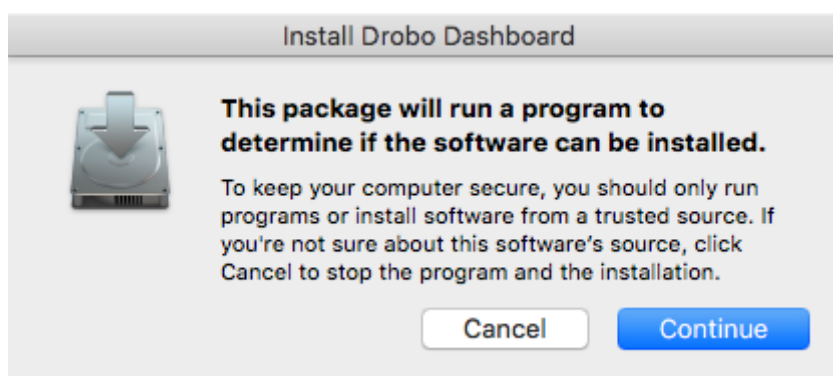 Install Drobo Dashboard
This package will run a program to
determine if the software can be installed.
To keep your computer secure, you should only run
programs or install software from a trusted source. If
you're not sure about this software’s source, click
Cancel to stop the program and the installation.
Cancel Continue